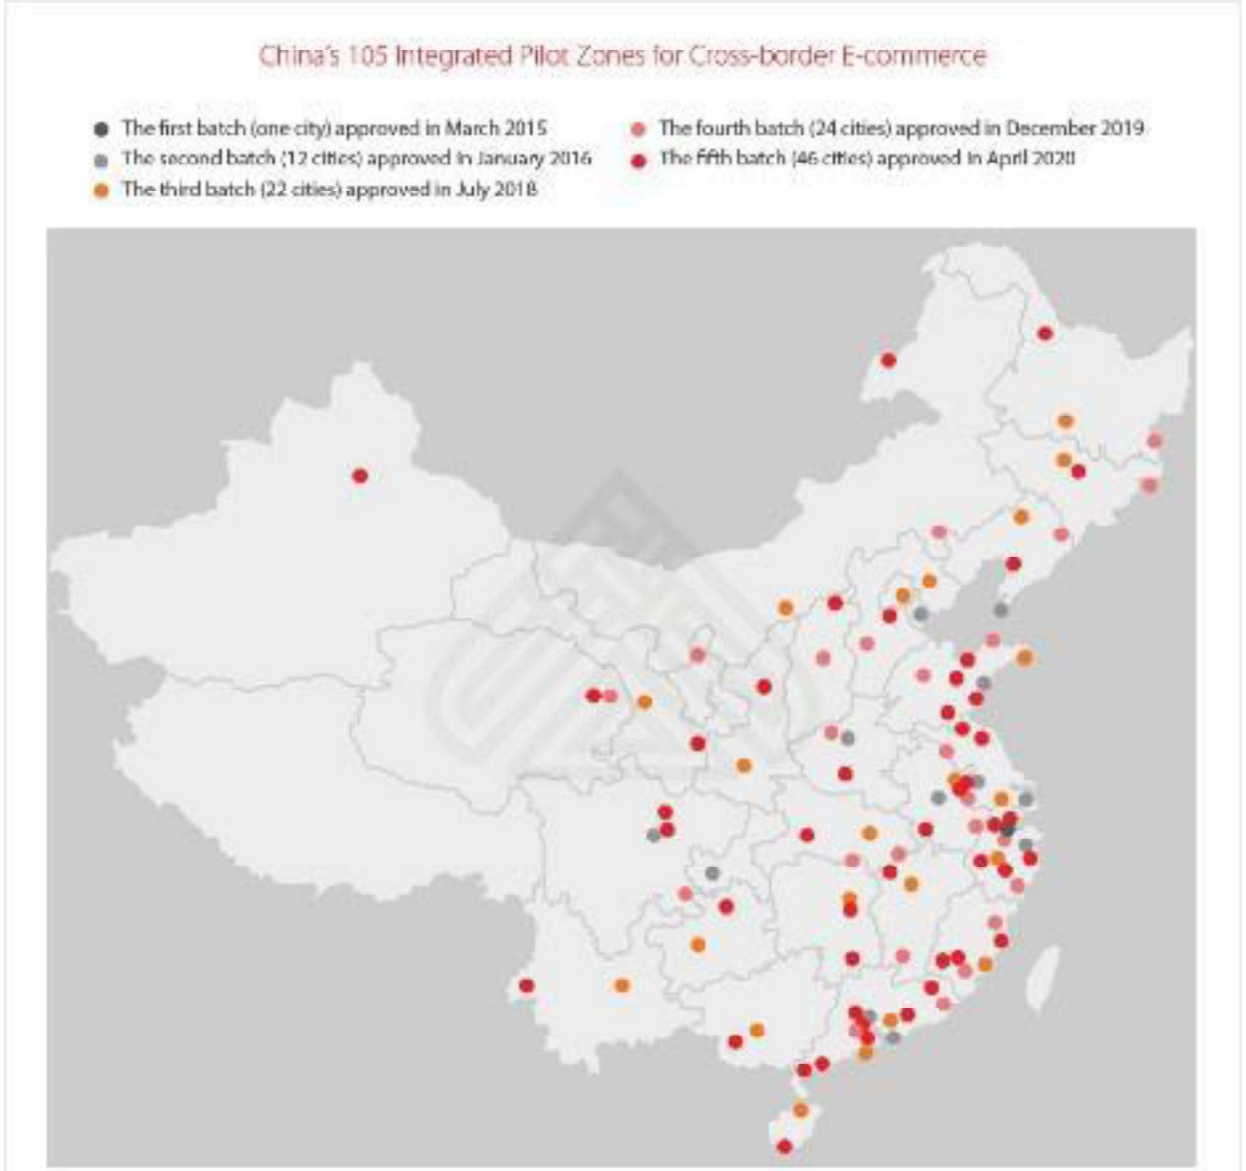 China's 105 Integrated Pilot Zones for Cross-border E-commerce
The first batch (one city) approved in March 2015
The second batch (12 cities) approved in January 2016
The third batch (22 cities) approved in July 2018
The fourth batch (24 cities) approved in December 2019
The fifth batch (46 cities) approved in April 2020